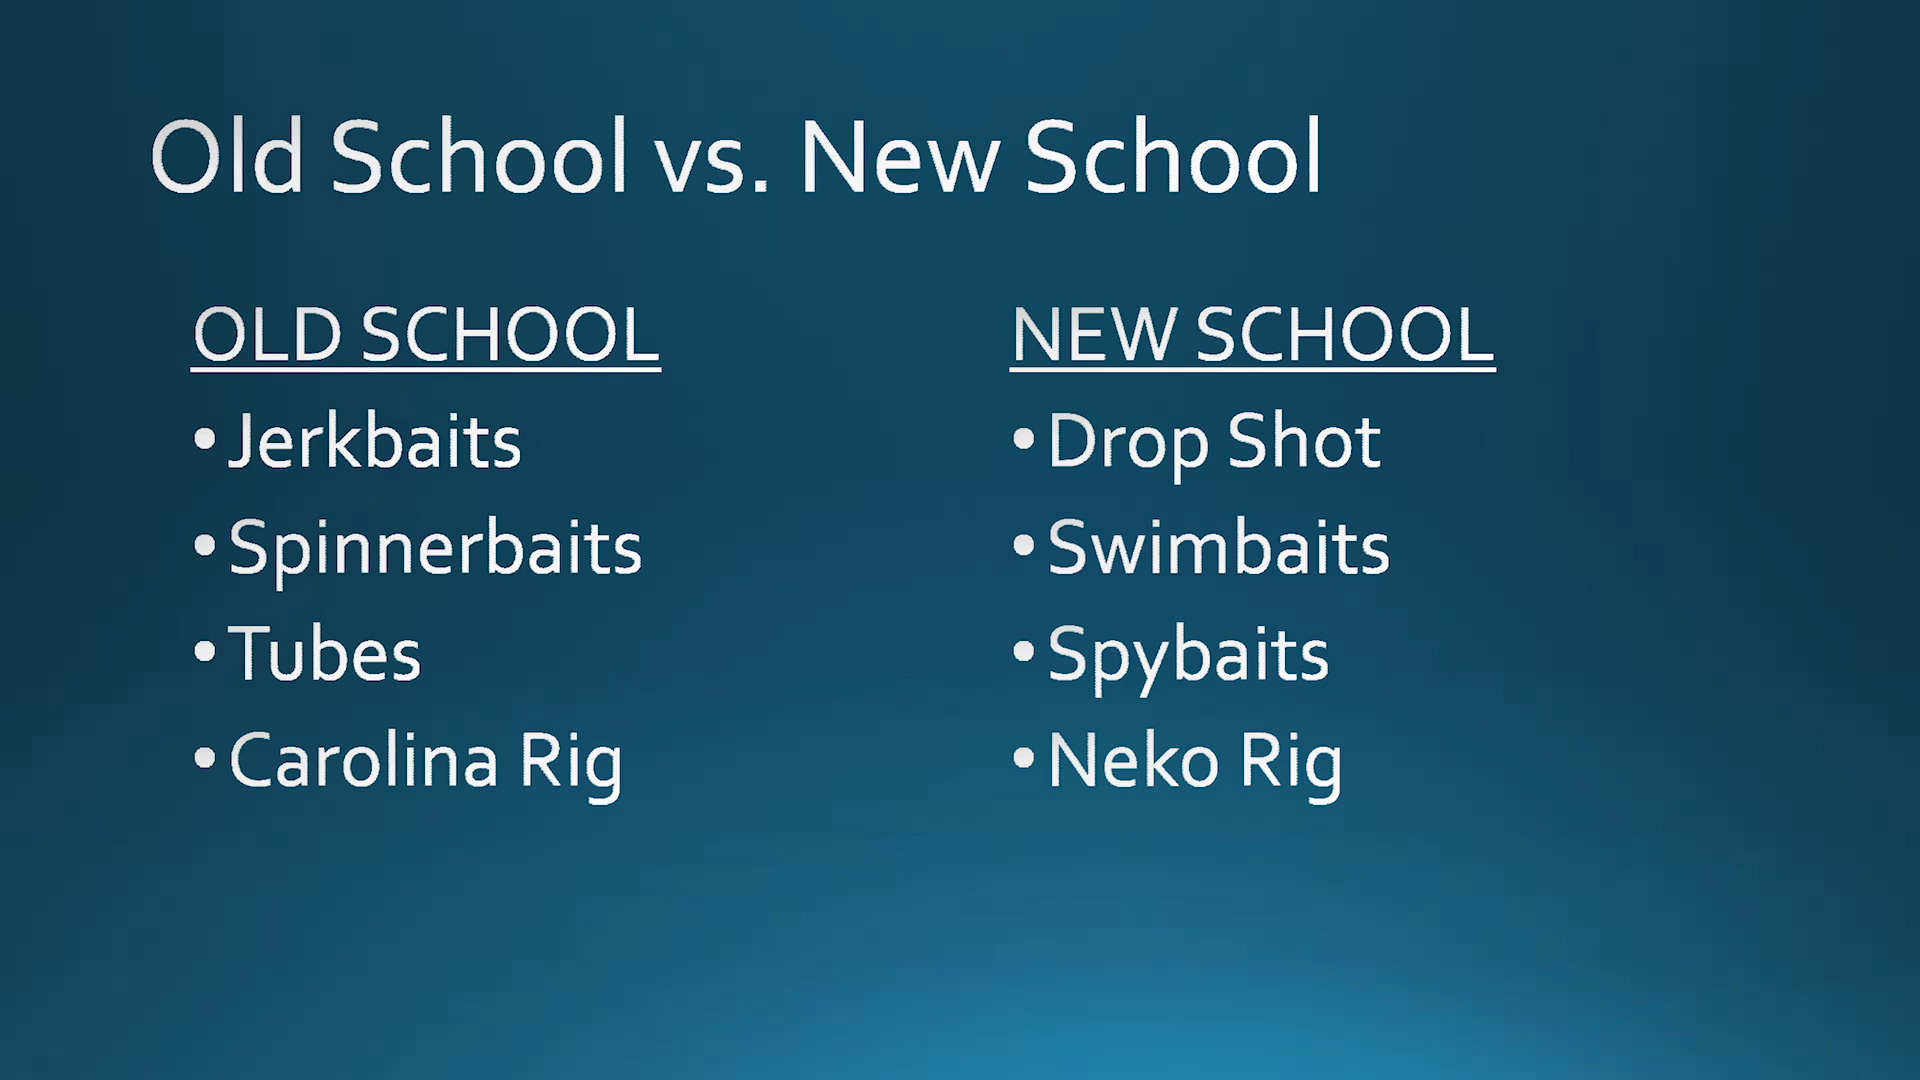 Old School vs. New School
OLD SCHOOL
• Jerkbaits
• Spinnerbaits
• Tubes
• Carolina Rig
NEW SCHOOL
• Drop Shot
• Swimbaits
• Spybaits
• Neko Rig